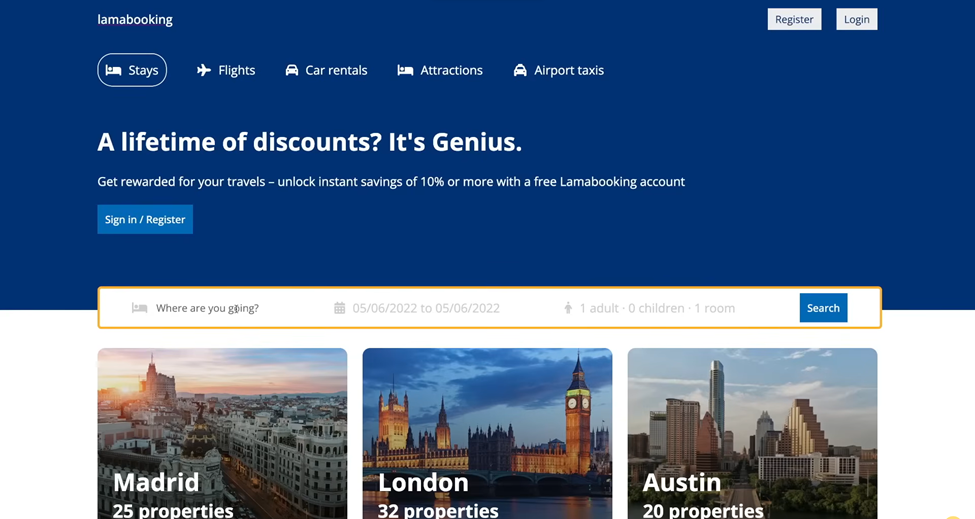 lamabooking
Register
Login
Stays
Flights
Car rentals
Attractions
Airport taxis
A lifetime of discounts? It's Genius.
Get rewarded for your travels – unlock instant savings of 10% or more with a free Lamabooking account
Sign in / Register
Where are you going?
05/06/2022 to 05/06/2022
1 adult · 0 children · 1 room
Search
Madrid
25 properties
London
32 properties
Austin
20 properties